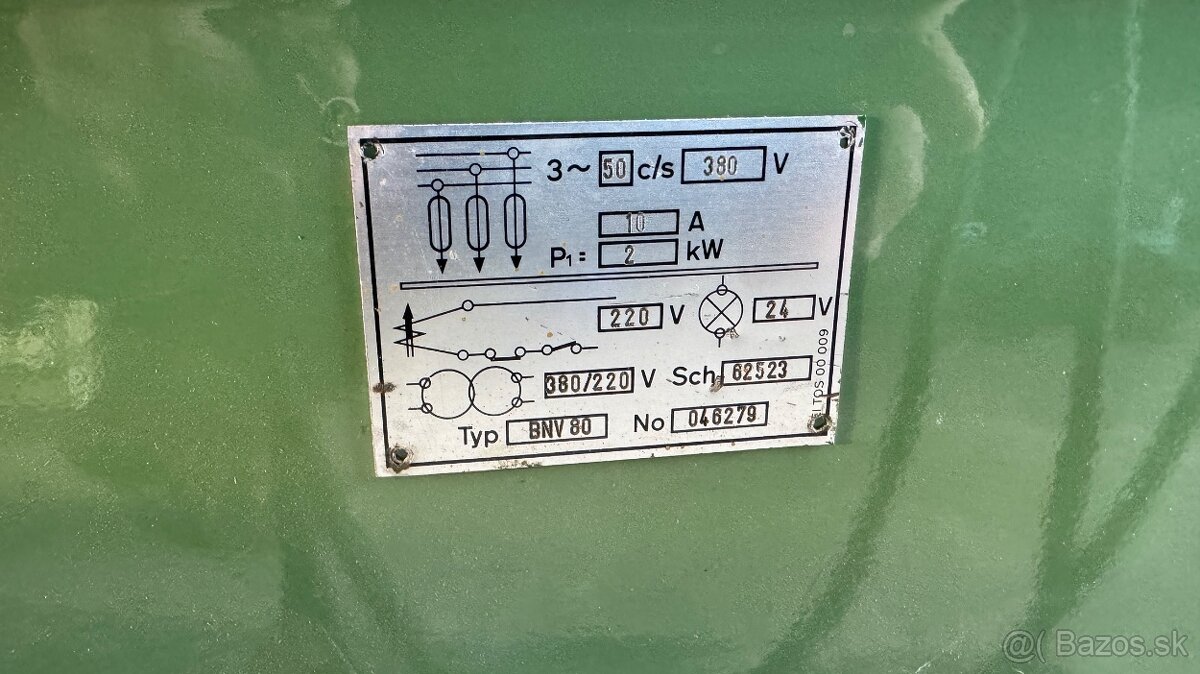 3~ 50 c/s 380 V
10 A
P₁= 2 kW
220 V 24 V
380/220 V Sch 62523
Typ BNV 80 No 046279
TOS 00 009
@( Bazos.sk